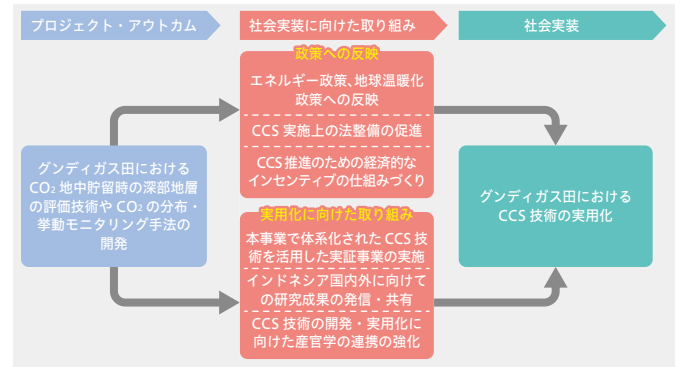 プロジェクト・アウトカム
社会実装に向けた取り組み
社会実装
政策への反映
エネルギー政策、地球温暖化
政策への反映
CCS 実施上の法整備の促進
CCS 推進のための経済的な
インセンティブの仕組みづくり
グンディガス田における
CO₂ 地中貯留時の深部地層
の評価技術や CO₂ の分布・
挙動モニタリング手法の
開発
実用化に向けた取り組み
本事業で体系化された CCS 技
術を活用した実証事業の実施
インドネシア国内外に向けて
の研究成果の発信・共有
CCS 技術の開発・実用化に
向けた産官学の連携の強化
グンディガス田における
CCS 技術の実用化